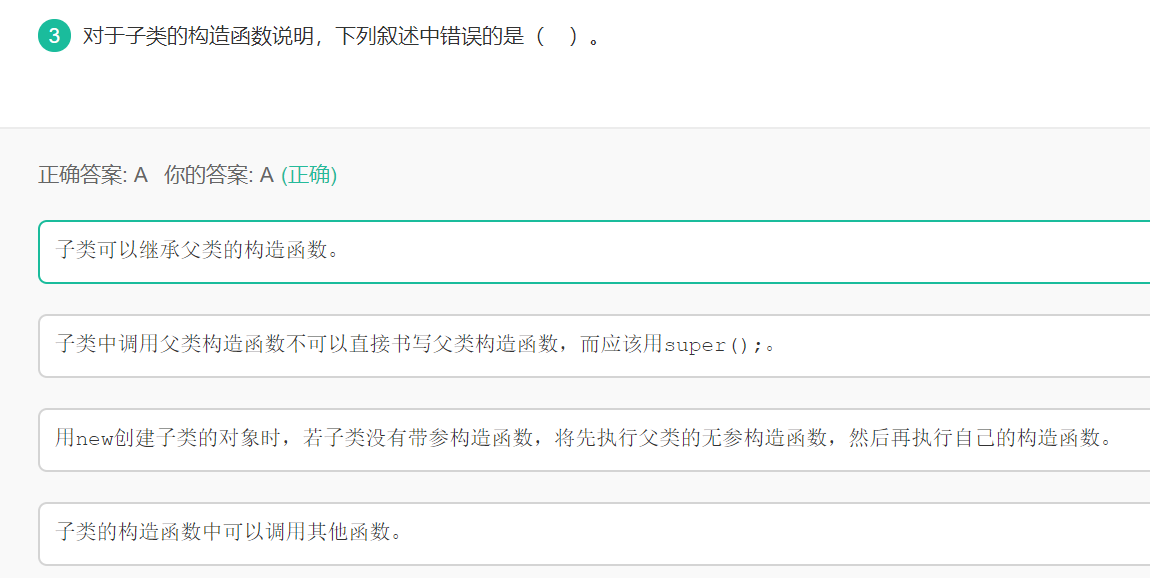 3 对于子类的构造函数说明，下列叙述中错误的是（　）。
正确答案: A 你的答案: A (正确)
子类可以继承父类的构造函数。
子类中调用父类构造函数不可以直接书写父类构造函数，而应该用super();。
用new创建子类的对象时，若子类没有带参构造函数，将先执行父类的无参构造函数，然后再执行自己的构造函数。
子类的构造函数中可以调用其他函数。